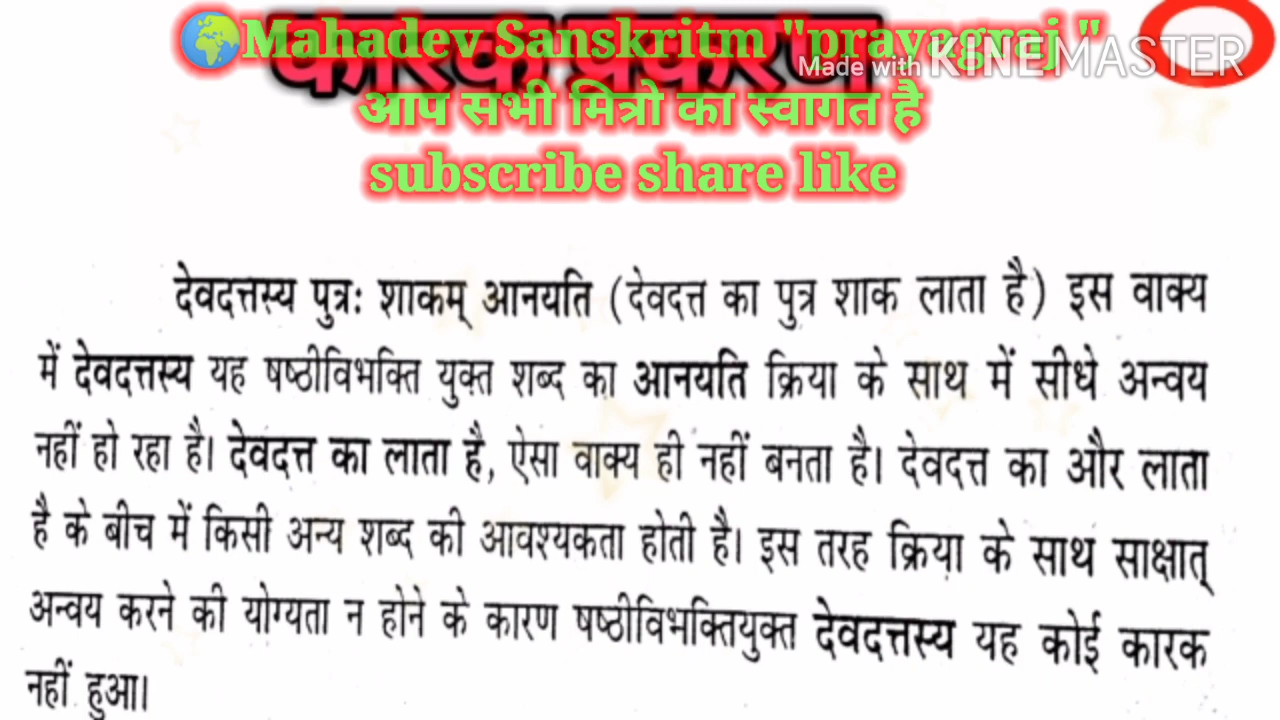 🌍Mahadev Sanskritm "prayagraj "
कारक प्रकरण
Made with KINEMASTER
आप सभी मित्रो का स्वागत है
subscribe share like
देवदत्तस्य पुत्रः शाकम् आनयति (देवदत्त का पुत्र शाक लाता है) इस वाक्य
में देवदत्तस्य यह षष्ठीविभक्ति युक्त शब्द का आनयति क्रिया के साथ में सीधे अन्वय
नहीं हो रहा है। देवदत्त का लाता है, ऐसा वाक्य ही नहीं बनता है। देवदत्त का और लाता
है के बीच में किसी अन्य शब्द की आवश्यकता होती है। इस तरह क्रिया के साथ साक्षात्
अन्वय करने की योग्यता न होने के कारण षष्ठीविभक्तियुक्त देवदत्तस्य यह कोई कारक
नहीं हुआ।